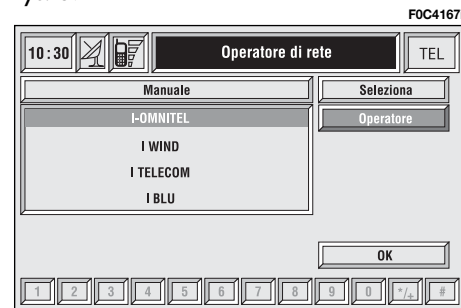 F0C4167
10:30 Operatore di rete TEL
Manuale Seleziona
I-OMNITEL Operatore
I WIND
I TELECOM
I BLU
OK
1 2 3 4 5 6 7 8 9 0 */+ #